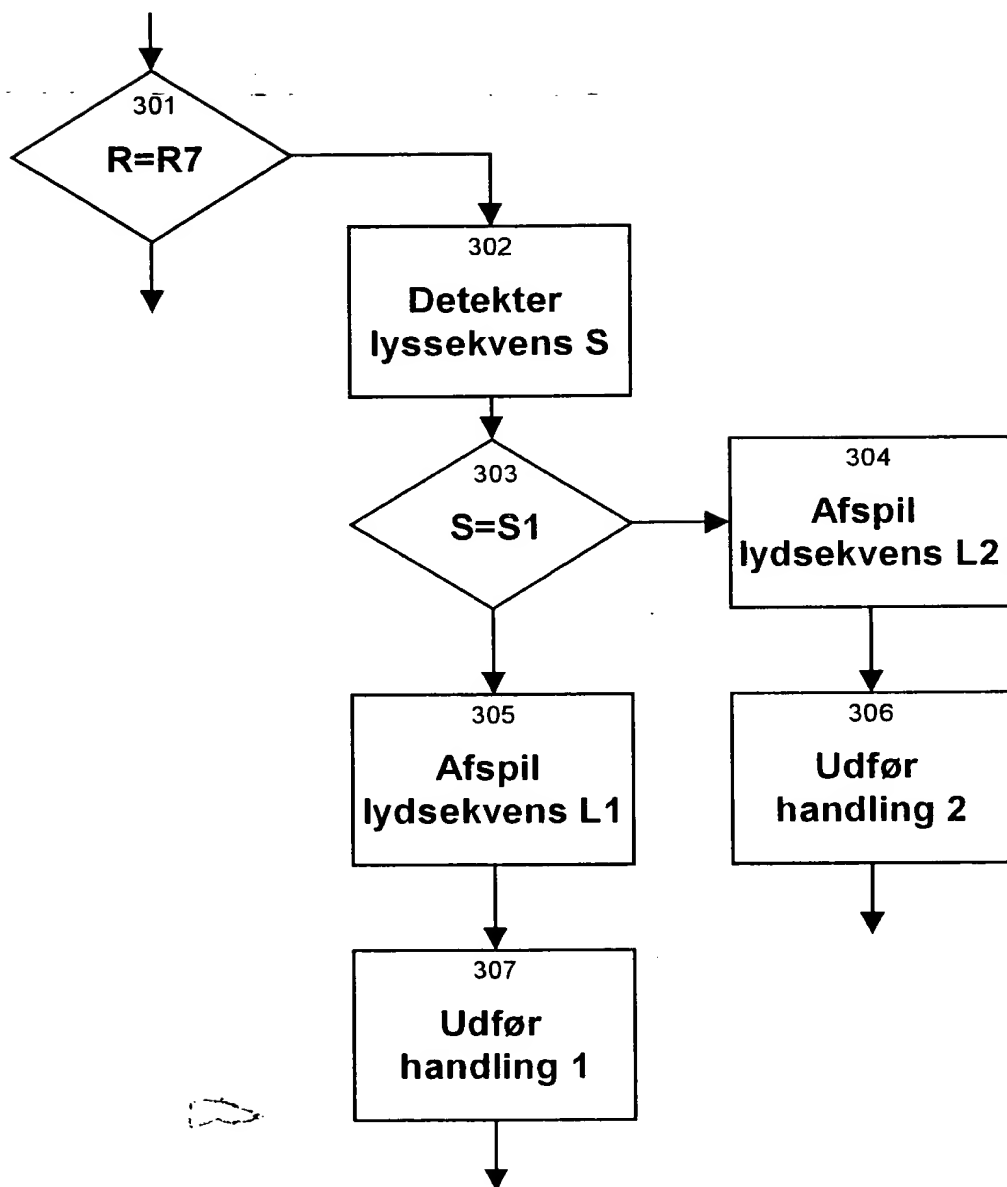 301
R=R7
302
Detekter
lyssekvens S
303
S=S1
304
Afspil
lydsekvens L2
305
Afspil
lydsekvens L1
306
Udfør
handling 2
307
Udfør
handling 1